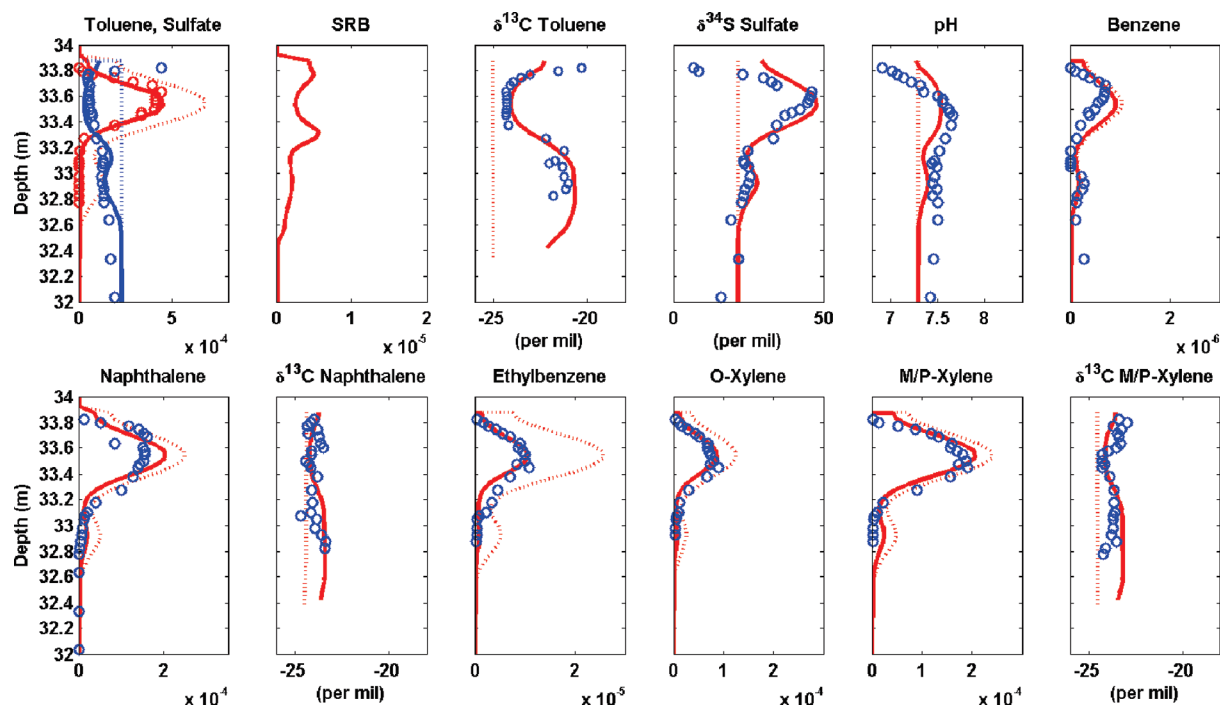 Toluene, Sulfate
SRB
δ¹³C Toluene
δ³⁴S Sulfate
pH
Benzene
Depth (m)
34
33.8
33.6
33.4
33.2
33
32.8
32.6
32.4
32.2
32
0 5
x 10⁻⁴
0 1 2
x 10⁻⁵
-25 -20
(per mil)
0 50
(per mil)
7 7.5 8
0 1 2
x 10⁻⁶
Naphthalene
δ¹³C Naphthalene
Ethylbenzene
O-Xylene
M/P-Xylene
δ¹³C M/P-Xylene
Depth (m)
34
33.8
33.6
33.4
33.2
33
32.8
32.6
32.4
32.2
32
0 2
x 10⁻⁴
-25 -20
(per mil)
0 2
x 10⁻⁵
0 1
x 10⁻⁴
0 1 2
x 10⁻⁴
-25 -20
(per mil)